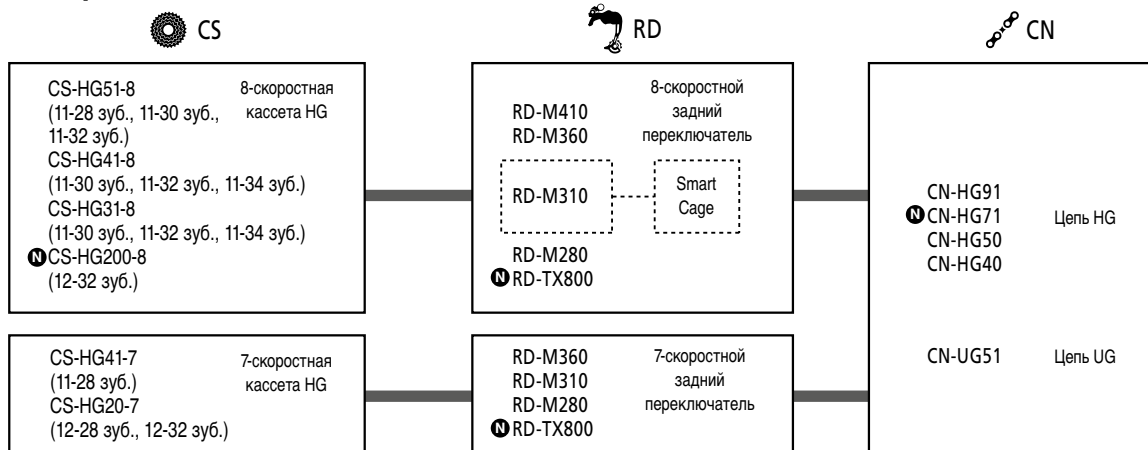 CS
RD
CN
CS-HG51-8
(11-28 зуб., 11-30 зуб.,
11-32 зуб.)
CS-HG41-8
(11-30 зуб., 11-32 зуб., 11-34 зуб.)
CS-HG31-8
(11-30 зуб., 11-32 зуб., 11-34 зуб.)
N CS-HG200-8
(12-32 зуб.)
8-скоростная
кассета HG
RD-M410
RD-M360
RD-M310
RD-M280
N RD-TX800
8-скоростной
задний
переключатель
Smart
Cage
CN-HG91
N CN-HG71
CN-HG50
CN-HG40
Цепь HG
CN-UG51
Цепь UG
CS-HG41-7
(11-28 зуб.)
CS-HG20-7
(12-28 зуб., 12-32 зуб.)
7-скоростная
кассета HG
RD-M360
RD-M310
RD-M280
N RD-TX800
7-скоростной
задний
переключатель